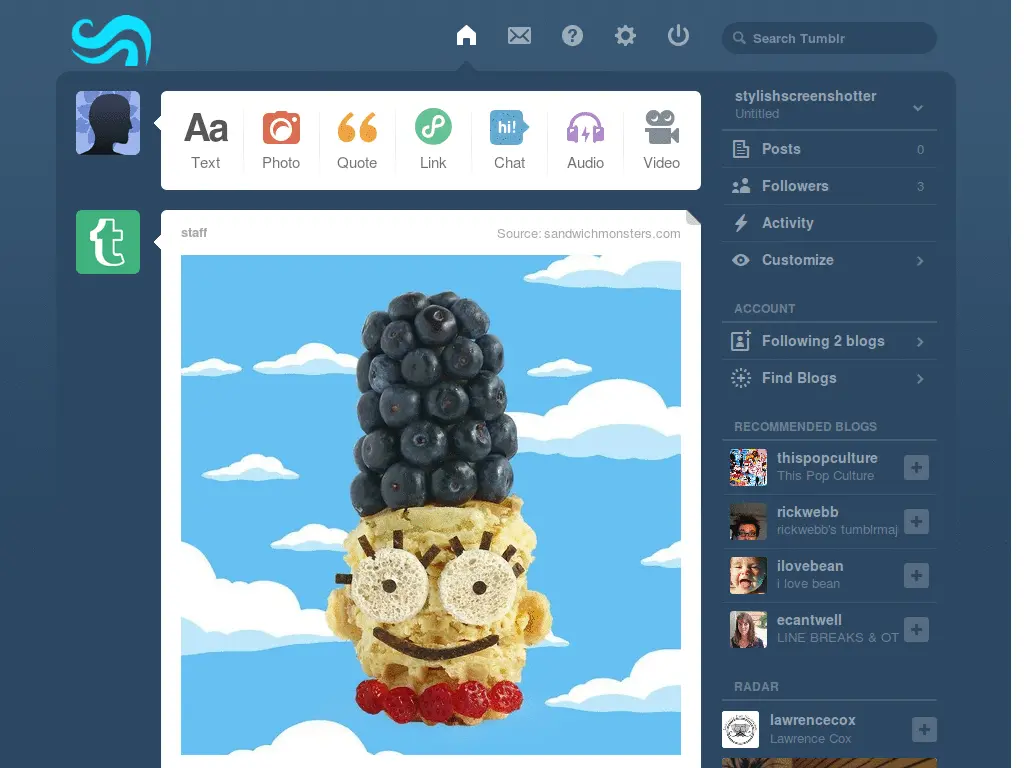 Search Tumblr
Aa
Text
Photo
Quote
Link
hi!
Chat
Audio
Video
staff
Source: sandwichmonsters.com
stylishscreenshotter
Untitled
Posts 0
Followers 3
Activity
Customize
ACCOUNT
Following 2 blogs
Find Blogs
RECOMMENDED BLOGS
thispopculture
This Pop Culture
rickwebb
rickwebb's tumblrmaj
ilovebean
i love bean
ecantwell
LINE BREAKS & OT
RADAR
lawrencecox
Lawrence Cox